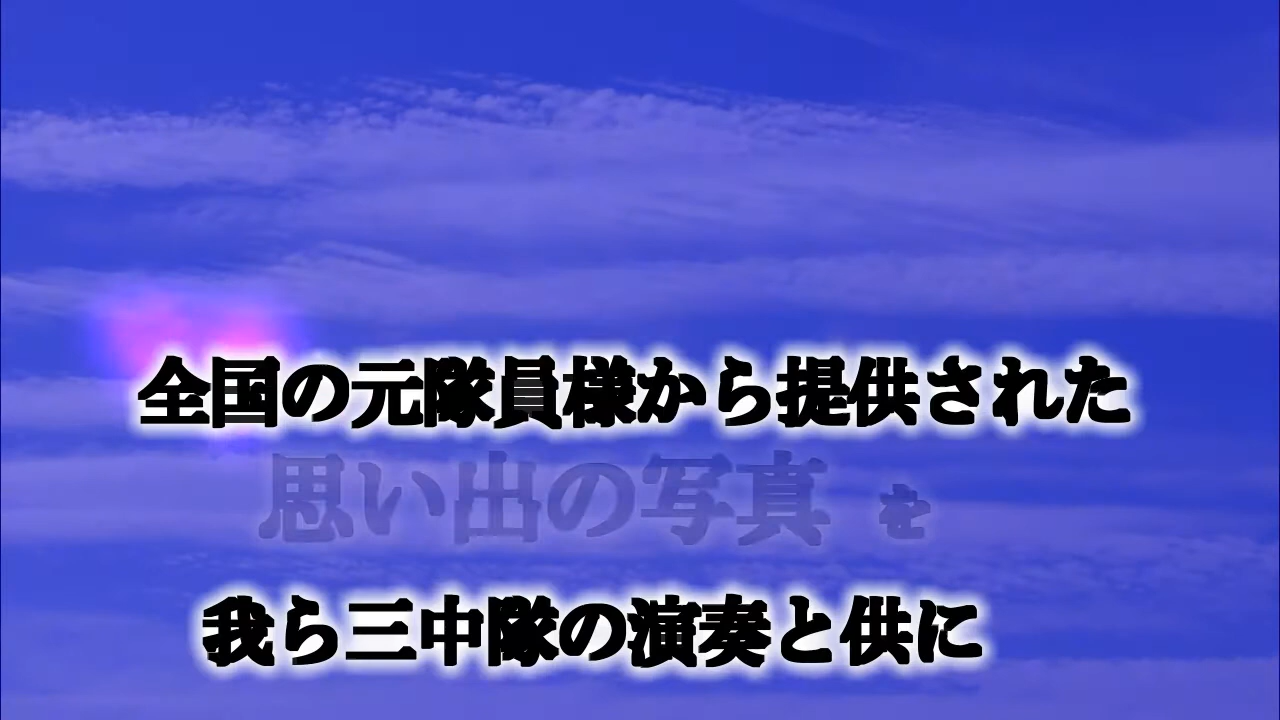 全国の元隊員様から提供された
思い出の写真 を
我ら三中隊の演奏と供に